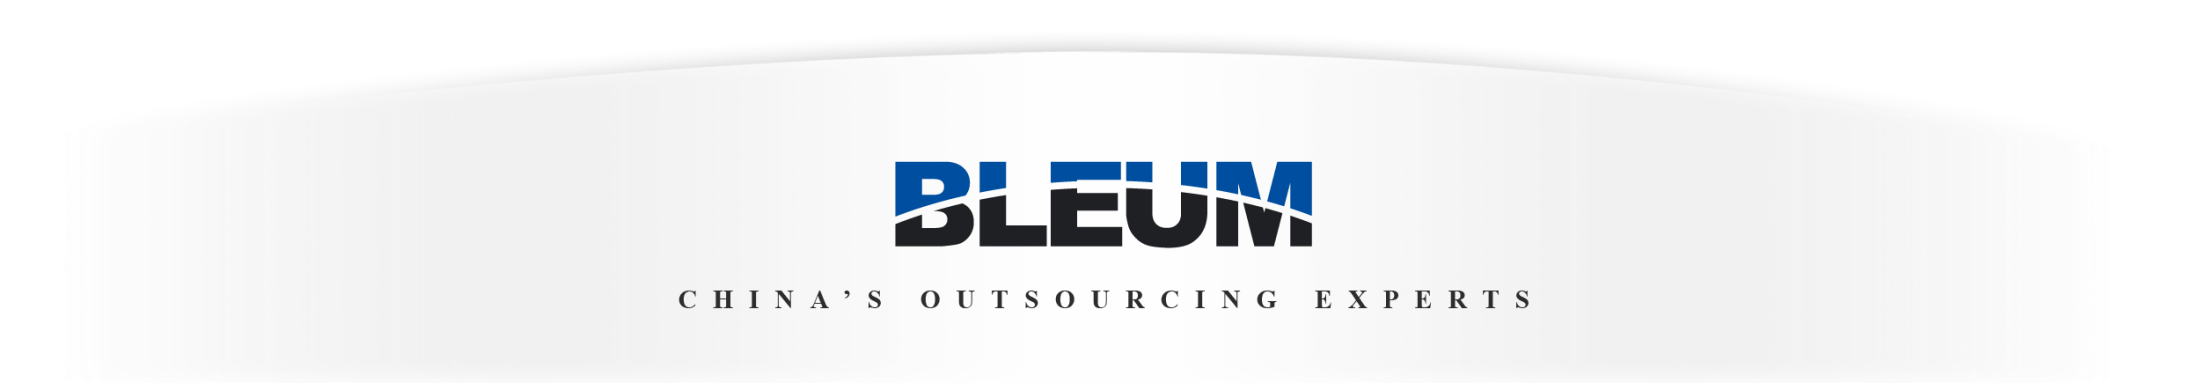 BLEUM
CHINA’S OUTSOURCING EXPERTS